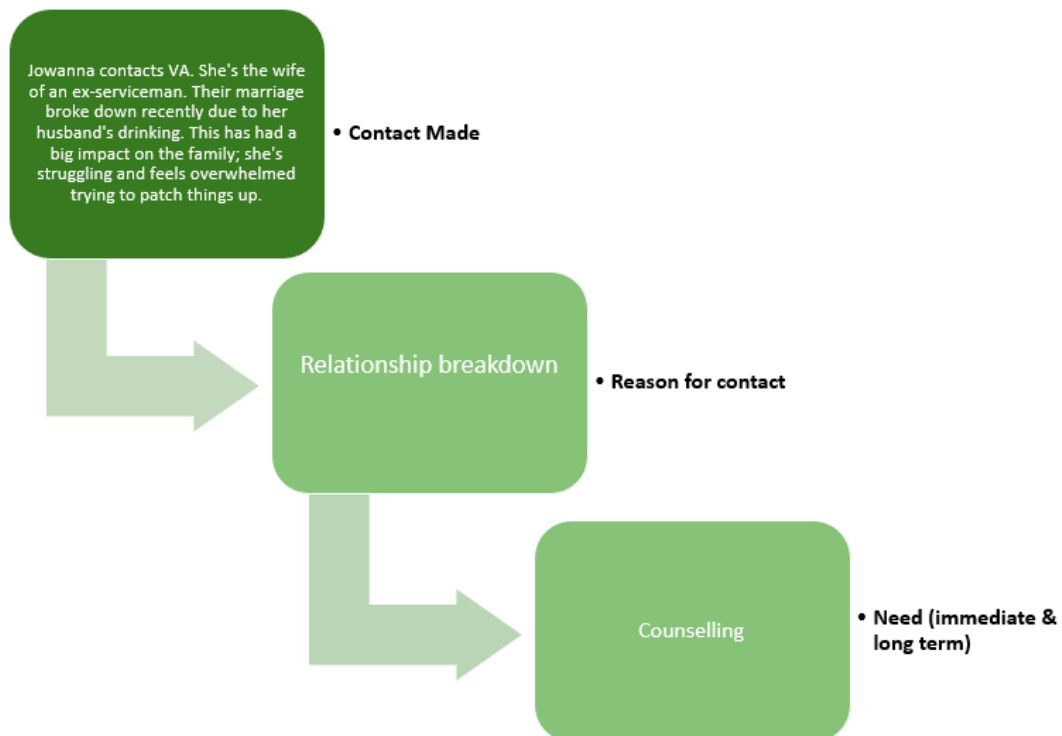 Jowanna contacts VA. She's the wife
of an ex-serviceman. Their marriage
broke down recently due to her
husband's drinking. This has had a
big impact on the family; she's
struggling and feels overwhelmed
trying to patch things up.
• Contact Made
Relationship breakdown
• Reason for contact
Counselling
• Need (immediate &
long term)